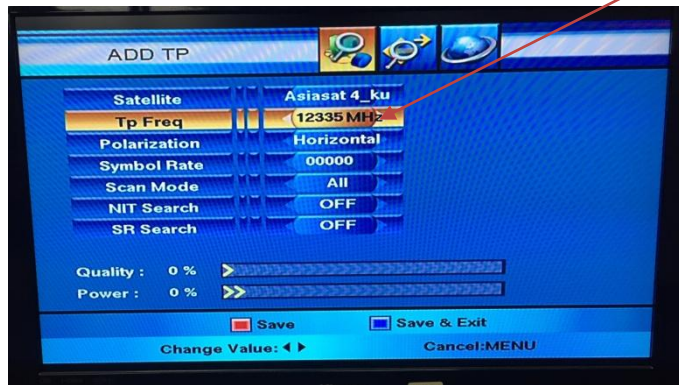 ADD TP
Satellite Asiasat 4_ku
Tp Freq 12335 MHz
Polarization Horizontal
Symbol Rate 00000
Scan Mode All
NIT Search OFF
SR Search OFF
Quality : 0 %
Power : 0 %
Save Save & Exit
Change Value: Cancel:MENU